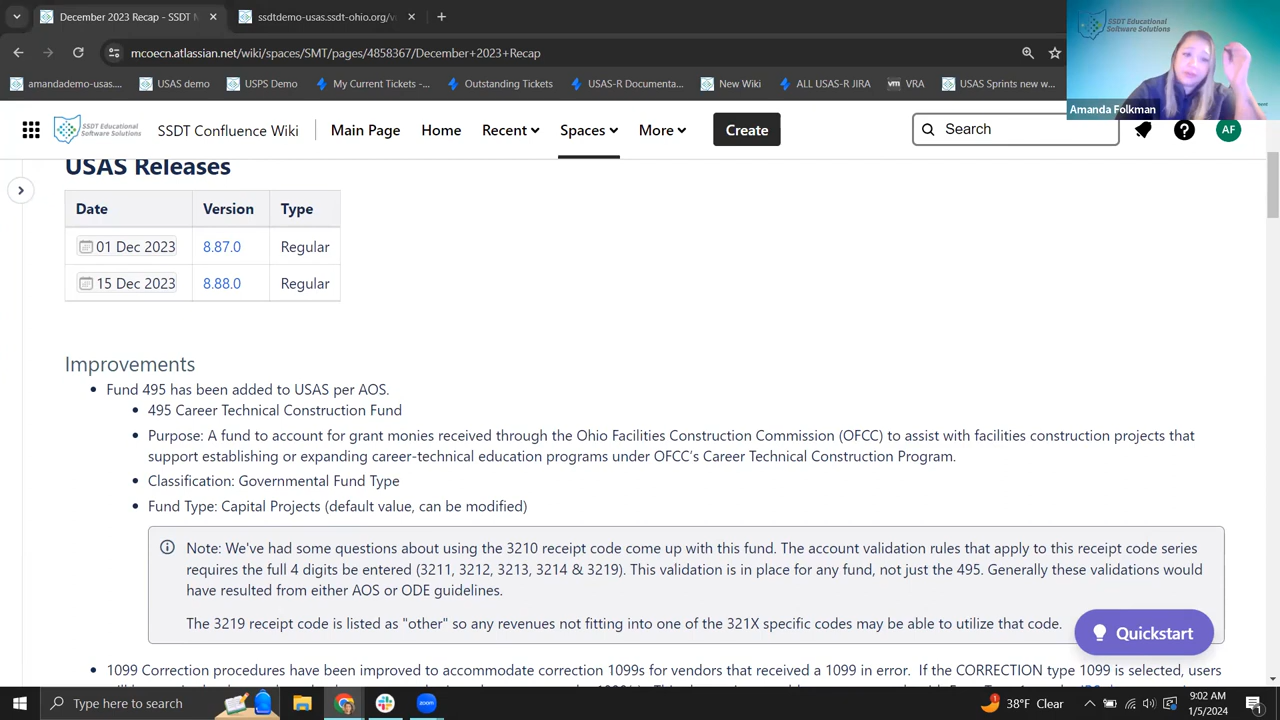 December 2023 Recap - SSDT-ohio N
ssdtdemo-usas.ssdt-ohio.org/v
mcoecn.atlassian.net/wiki/spaces/SMT/pages/4858367/December+2023+Recap
amandademo-usas....
USAS demo
USPS Demo
My Current Tickets -...
Outstanding Tickets
USAS-R Documenta...
New Wiki
ALL USAS-R JIRA
vm VRA
USAS Sprints new w...
SSDT Educational
Software Solutions
Amanda Folkman
SSDT Educational
Software Solutions
SSDT Confluence Wiki
Main Page
Home
Recent
Spaces
More
Create
Search
AF
USAS Releases
Date Version Type
01 Dec 2023 8.87.0 Regular
15 Dec 2023 8.88.0 Regular
Improvements
• Fund 495 has been added to USAS per AOS.
• 495 Career Technical Construction Fund
• Purpose: A fund to account for grant monies received through the Ohio Facilities Construction Commission (OFCC) to assist with facilities construction projects that
support establishing or expanding career-technical education programs under OFCC's Career Technical Construction Program.
• Classification: Governmental Fund Type
• Fund Type: Capital Projects (default value, can be modified)
Note: We've had some questions about using the 3210 receipt code come up with this fund. The account validation rules that apply to this receipt code series
requires the full 4 digits be entered (3211, 3212, 3213, 3214 & 3219). This validation is in place for any fund, not just the 495. Generally these validations would
have resulted from either AOS or ODE guidelines.
The 3219 receipt code is listed as "other" so any revenues not fitting into one of the 321X specific codes may be able to utilize that code.
Quickstart
• 1099 Correction procedures have been improved to accommodate correction 1099s for vendors that received a 1099 in error. If the CORRECTION type 1099 is selected, users
Type here to search
zoom
38°F Clear
9:02 AM
1/5/2024